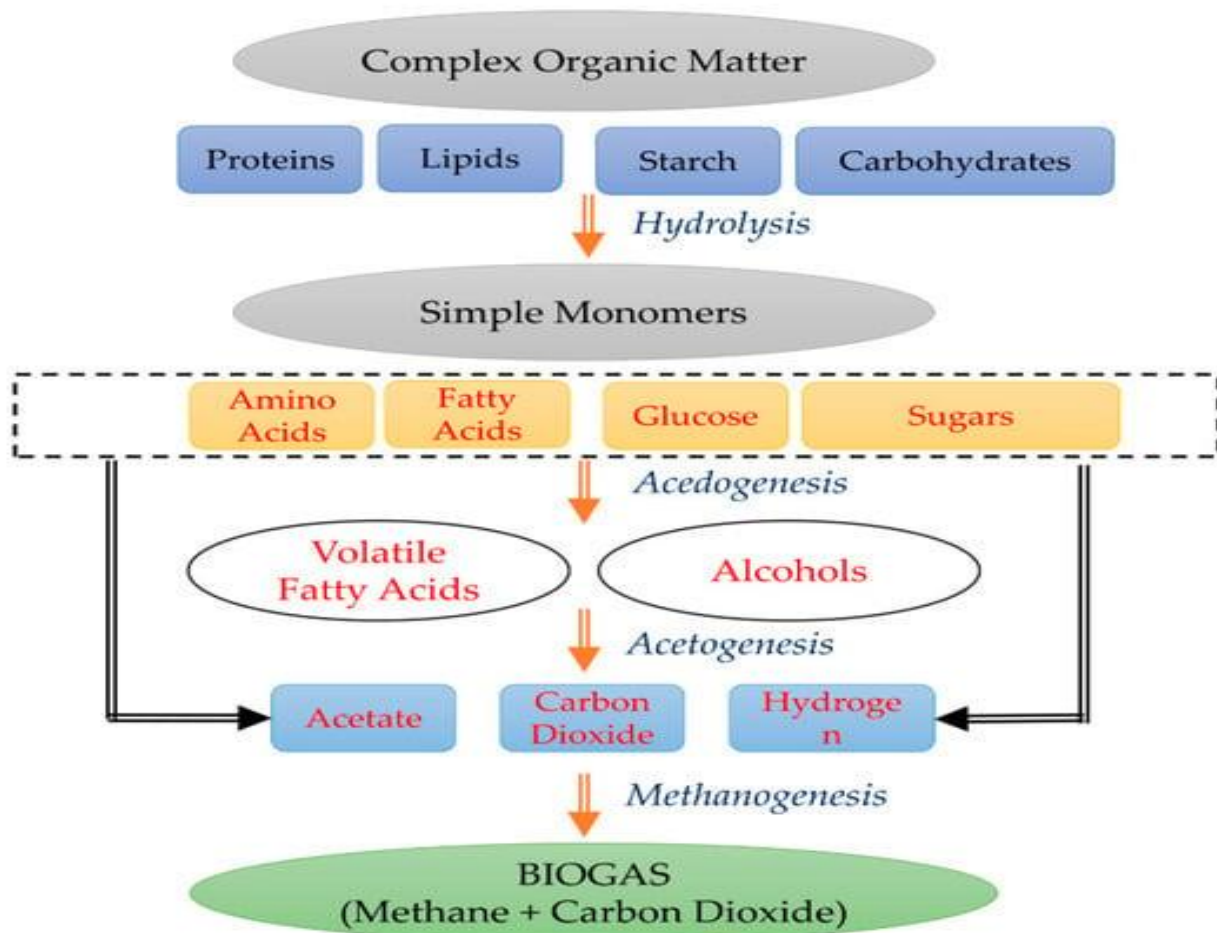 Complex Organic Matter
Proteins
Lipids
Starch
Carbohydrates
Hydrolysis
Simple Monomers
Amino
Acids
Fatty
Acids
Glucose
Sugars
Acedogenesis
Volatile
Fatty Acids
Alcohols
Acetogenesis
Acetate
Carbon
Dioxide
Hydroge
n
Methanogenesis
BIOGAS
(Methane + Carbon Dioxide)